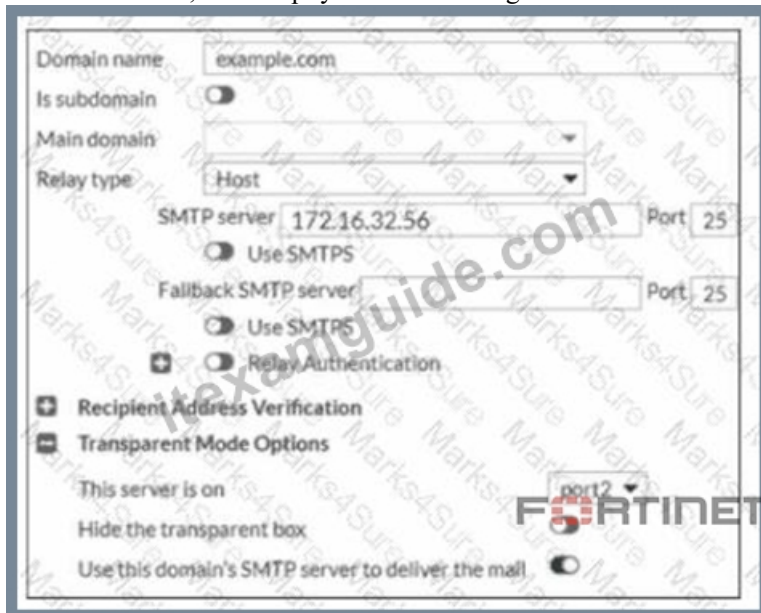 Domain name example.com
Is subdomain
Main domain
Relay type Host
SMTP server 172.16.32.56 Port 25
Use SMTPS
Fallback SMTP server Port 25
Use SMTPS
Relay Authentication
Recipient Address Verification
Transparent Mode Options
This server is on port2
Hide the transparent box
Use this domain's SMTP server to deliver the mail
FORTINET
itexamguide.com
Marks4Sure